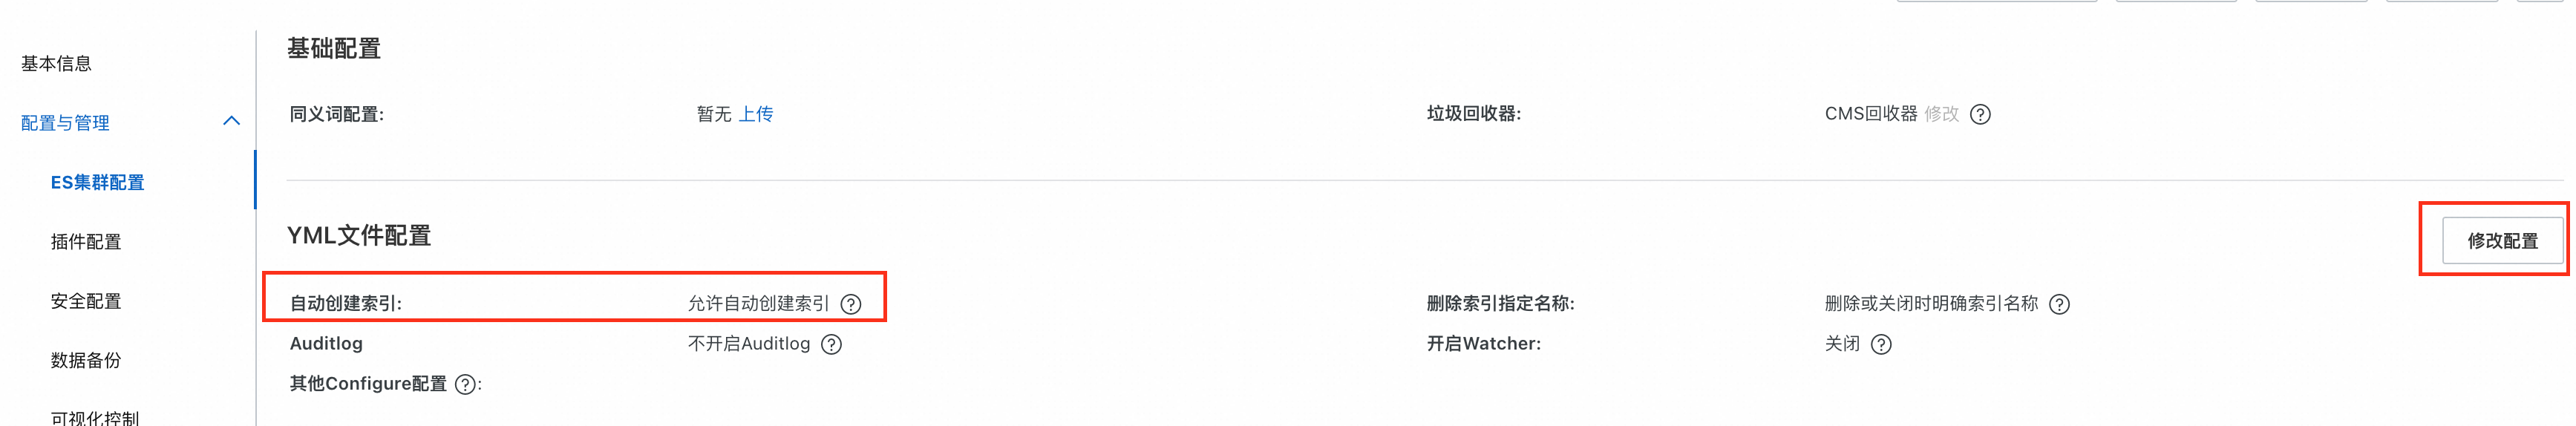 基本信息
配置与管理
ES集群配置
插件配置
安全配置
数据备份
可视化控制
基础配置
同义词配置: 暂无 上传 垃圾回收器: CMS回收器 修改 ?
YML文件配置 修改配置
自动创建索引: 允许自动创建索引 ? 删除索引指定名称: 删除或关闭时明确索引名称 ?
Auditlog 不开启Auditlog ? 开启Watcher: 关闭 ?
其他Configure配置 ?: